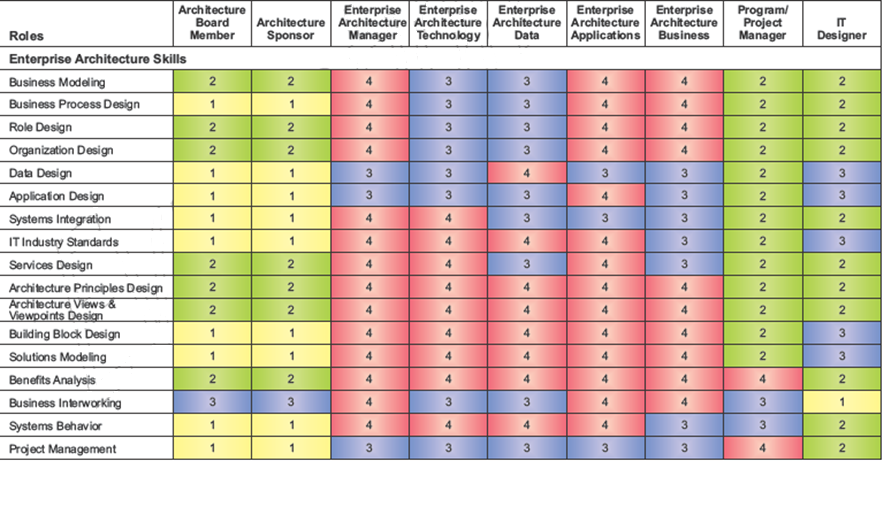 Roles Architecture Board Member Architecture Sponsor Enterprise Architecture Manager Enterprise Architecture Technology Enterprise Architecture Data Enterprise Architecture Applications Enterprise Architecture Business Program/ Project Manager IT Designer
Enterprise Architecture Skills
Business Modeling 2 2 4 3 3 4 4 2 2
Business Process Design 1 1 4 3 3 4 4 2 2
Role Design 2 2 4 3 3 4 4 2 2
Organization Design 2 2 4 3 3 4 4 2 2
Data Design 1 1 3 3 4 3 3 2 3
Application Design 1 1 3 3 3 4 3 2 3
Systems Integration 1 1 4 4 3 3 3 2 2
IT Industry Standards 1 1 4 4 4 4 3 2 3
Services Design 2 2 4 4 3 4 3 2 2
Architecture Principles Design 2 2 4 4 4 4 4 2 2
Architecture Views & Viewpoints Design 2 2 4 4 4 4 4 2 2
Building Block Design 1 1 4 4 4 4 4 2 3
Solutions Modeling 1 1 4 4 4 4 4 2 3
Benefits Analysis 2 2 4 4 4 4 4 4 2
Business Interworking 3 3 4 3 3 4 4 3 1
Systems Behavior 1 1 4 4 4 4 3 3 2
Project Management 1 1 3 3 3 3 3 4 2